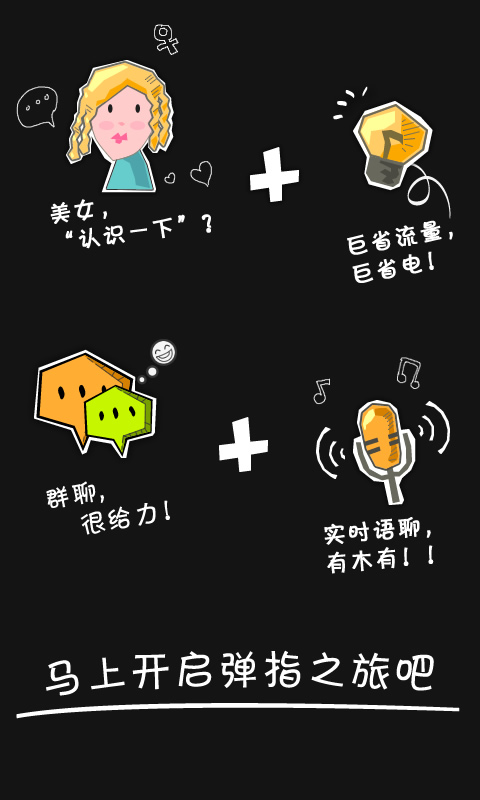 美女，
“认识一下”？
巨省流量，
巨省电！
群聊，
很给力！
实时语聊，
有木有！！
马上开启弹指之旅吧